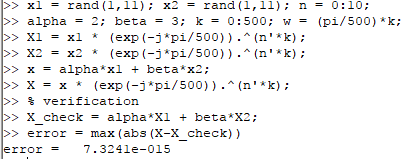 >> x1 = rand(1,11); x2 = rand(1,11); n = 0:10;
>> alpha = 2; beta = 3; k = 0:500; w = (pi/500)*k;
>> X1 = x1 * (exp(-j*pi/500)).^(n'*k);
>> X2 = x2 * (exp(-j*pi/500)).^(n'*k);
>> x = alpha*x1 + beta*x2;
>> X = x * (exp(-j*pi/500)).^(n'*k);
>> % verification
>> X_check = alpha*X1 + beta*X2;
>> error = max(abs(X-X_check))
error = 7.3241e-015